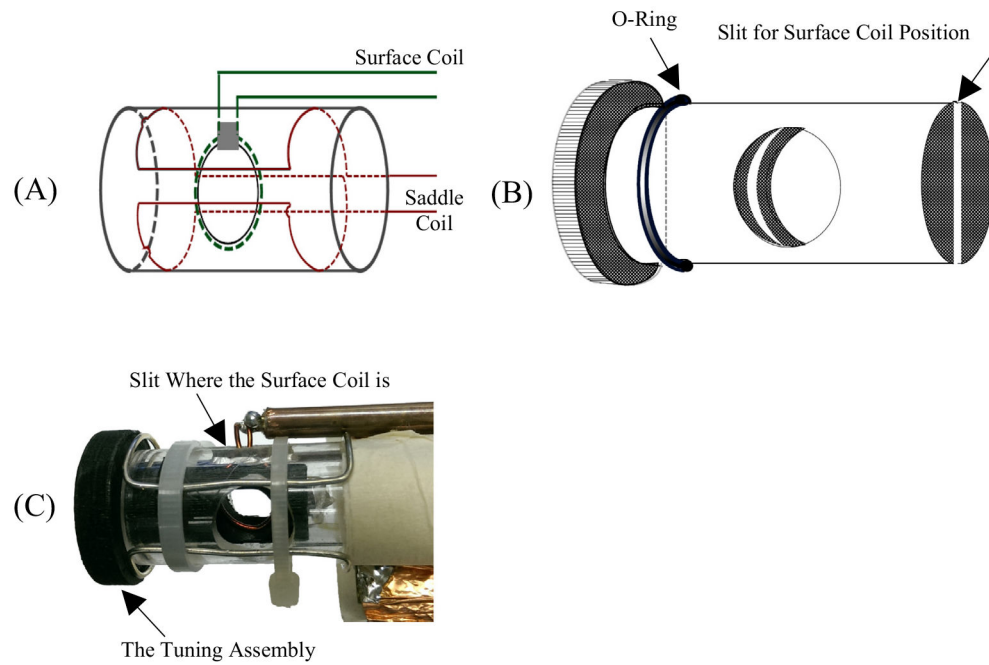 Surface Coil
(A)
Saddle
Coil
O-Ring
Slit for Surface Coil Position
(B)
Slit Where the Surface Coil is
(C)
The Tuning Assembly